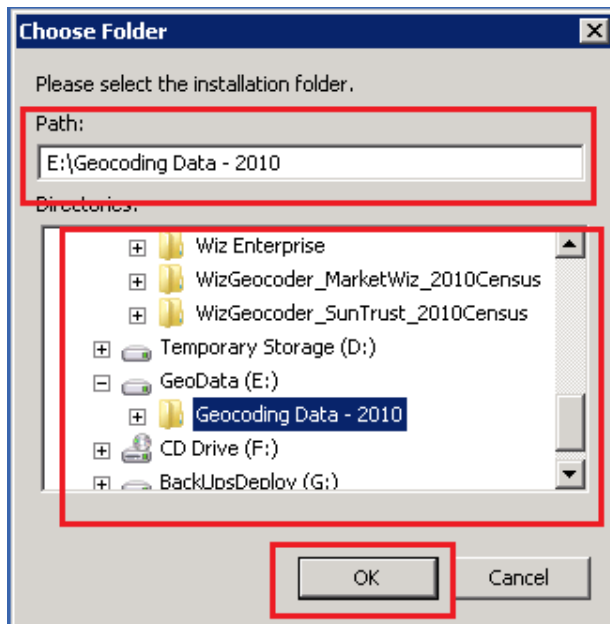 Choose Folder
Please select the installation folder.
Path:
E:\Geocoding Data - 2010
Directories:
Wiz Enterprise
WizGeocoder_MarketWiz_2010Census
WizGeocoder_SunTrust_2010Census
Temporary Storage (D:)
GeoData (E:)
Geocoding Data - 2010
CD Drive (F:)
BackUpsDeploy (G:)
OK
Cancel